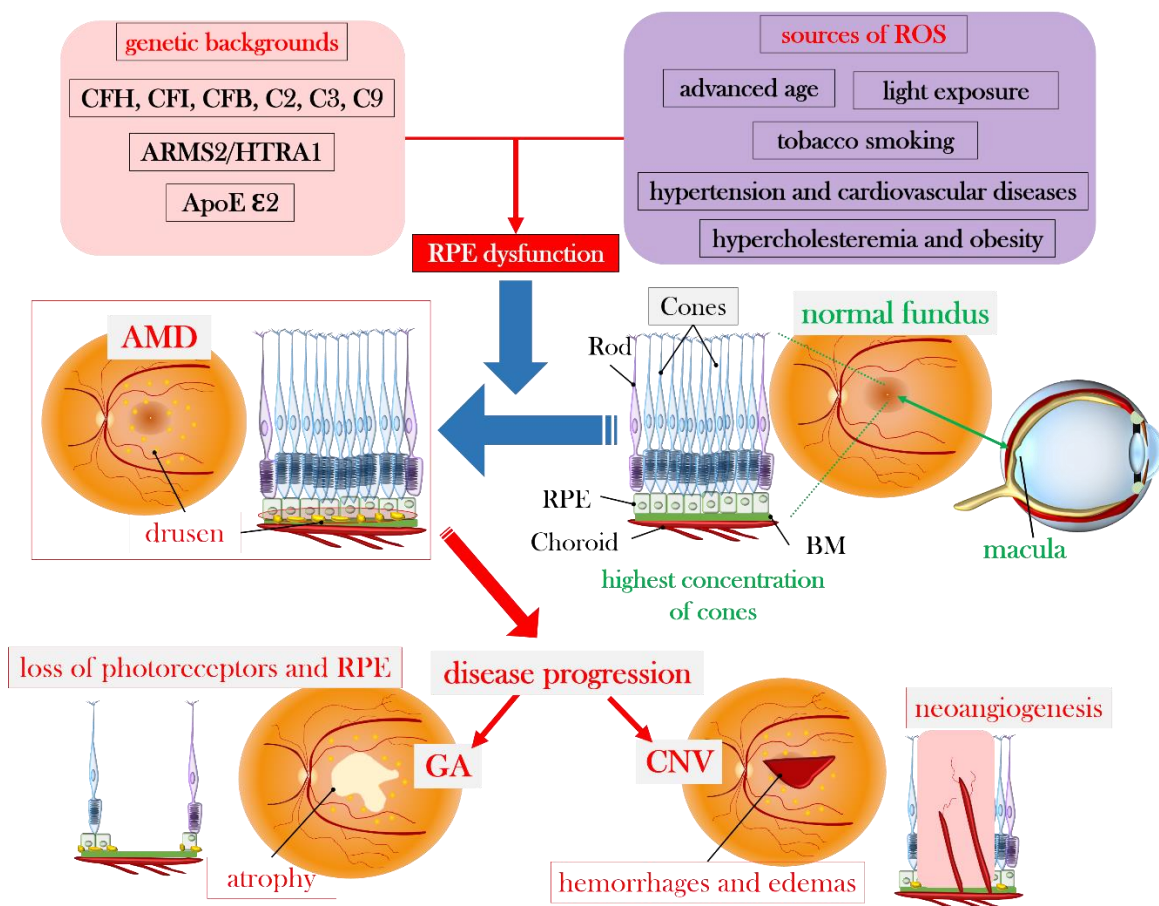 genetic backgrounds
CFH, CFI, CFB, C2, C3, C9
ARMS2/HTRA1
ApoE ε2
sources of ROS
advanced age
light exposure
tobacco smoking
hypertension and cardiovascular diseases
hypercholesteremia and obesity
RPE dysfunction
AMD
drusen
Cones
Rod
RPE
Choroid
BM
highest concentration
of cones
normal fundus
macula
disease progression
loss of photoreceptors and RPE
GA
atrophy
CNV
neoangiogenesis
hemorrhages and edemas